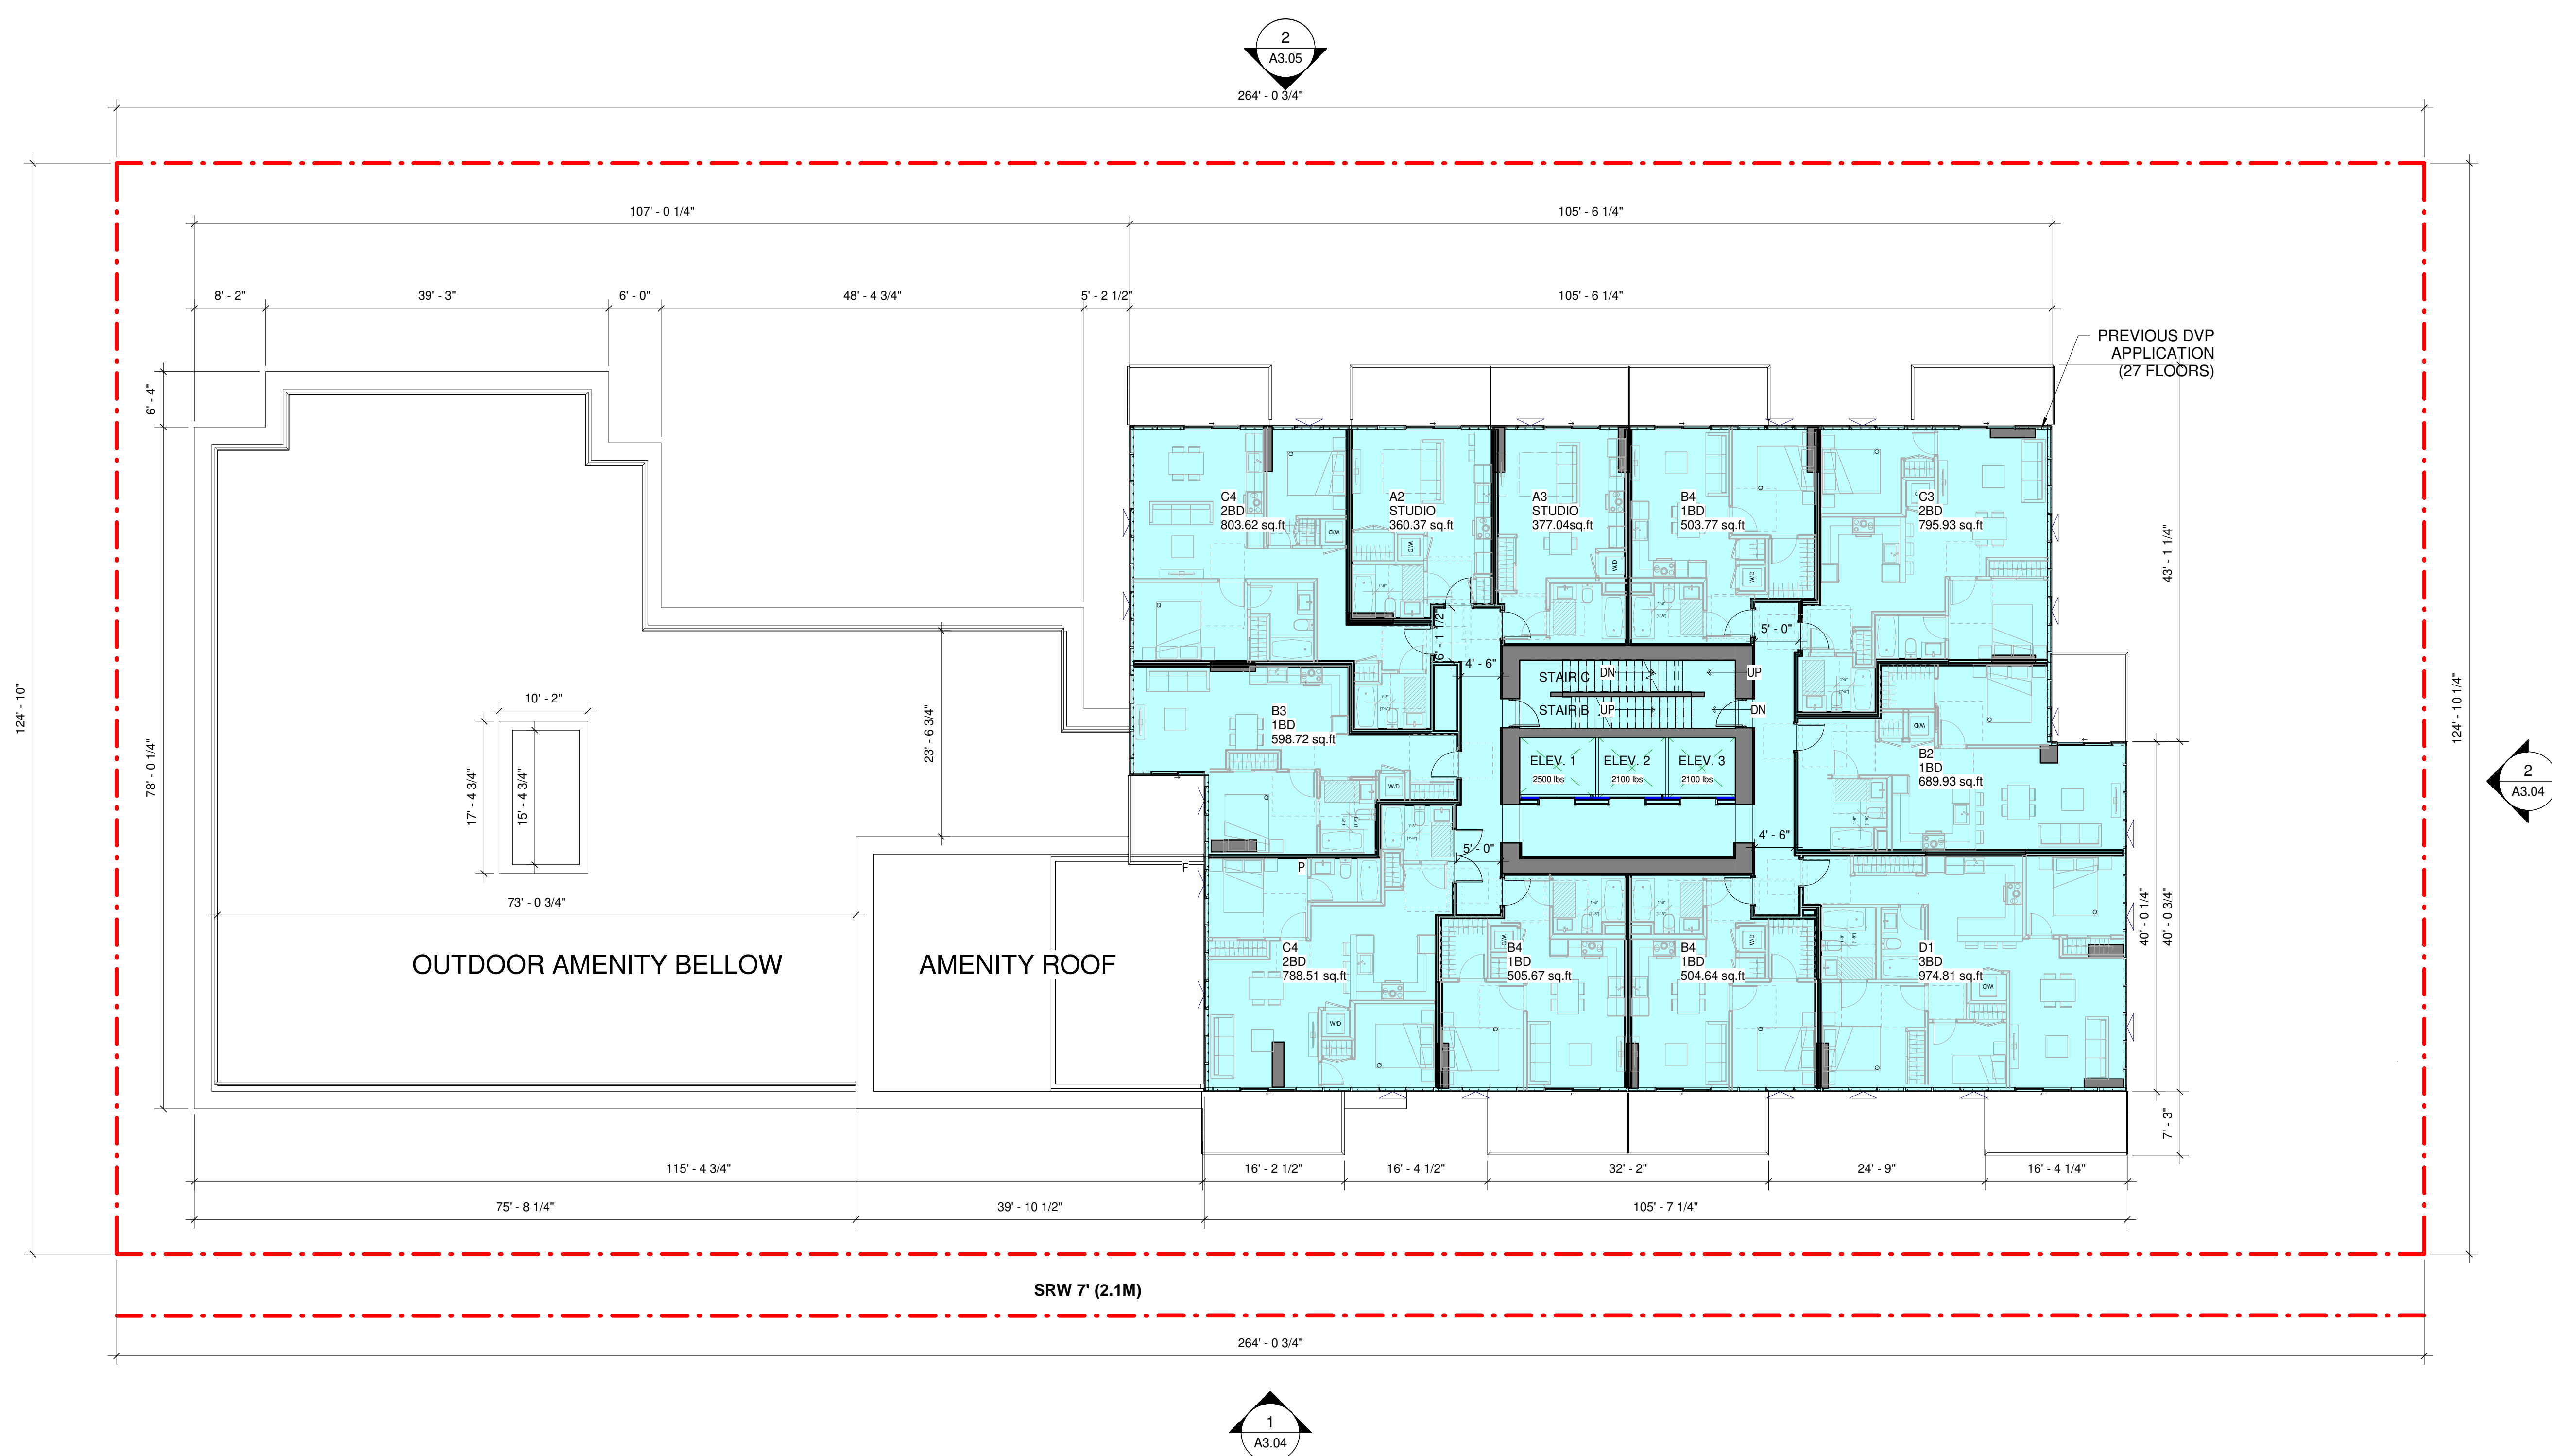 2
A3.05
264' - 0 3/4"
107' - 0 1/4"
105' - 6 1/4"
8' - 2"
39' - 3"
6' - 0"
48' - 4 3/4"
5' - 2 1/2"
105' - 6 1/4"
PREVIOUS DVP
APPLICATION
(27 FLOORS)
6' - 4"
C4
2BD
803.62 sq.ft
A2
STUDIO
360.37 sq.ft
A3
STUDIO
377.04sq.ft
B4
1BD
503.77 sq.ft
C3
2BD
795.93 sq.ft
W/D
W/D
W/D
W/D
43' - 1 1/4"
6' - 1 1/2"
5' - 0"
4' - 6"
STAIR C
DN
UP
STAIR B
UP
DN
124' - 10"
78' - 0 1/4"
10' - 2"
17' - 4 3/4"
15' - 4 3/4"
23' - 6 3/4"
B3
1BD
598.72 sq.ft
W/D
ELEV. 1
2500 lbs
ELEV. 2
2100 lbs
ELEV. 3
2100 lbs
W/D
B2
1BD
689.93 sq.ft
124' - 10 1/4"
2
A3.04
4' - 6"
5' - 0"
F
P
73' - 0 3/4"
OUTDOOR AMENITY BELLOW
AMENITY ROOF
C4
2BD
788.51 sq.ft
W/D
B4
1BD
505.67 sq.ft
W/D
B4
1BD
504.64 sq.ft
W/D
D1
3BD
974.81 sq.ft
W/D
40' - 0 1/4"
40' - 0 3/4"
7' - 3"
115' - 4 3/4"
16' - 2 1/2"
16' - 4 1/2"
32' - 2"
24' - 9"
16' - 4 1/4"
75' - 8 1/4"
39' - 10 1/2"
105' - 7 1/4"
SRW 7' (2.1M)
264' - 0 3/4"
1
A3.04